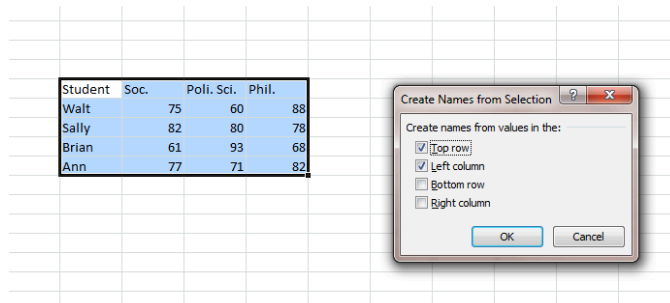 Student Soc. Poli. Sci. Phil.
Walt 75 60 88
Sally 82 80 78
Brian 61 93 68
Ann 77 71 82
Create Names from Selection
Create names from values in the:
Top row
Left column
Bottom row
Right column
OK Cancel